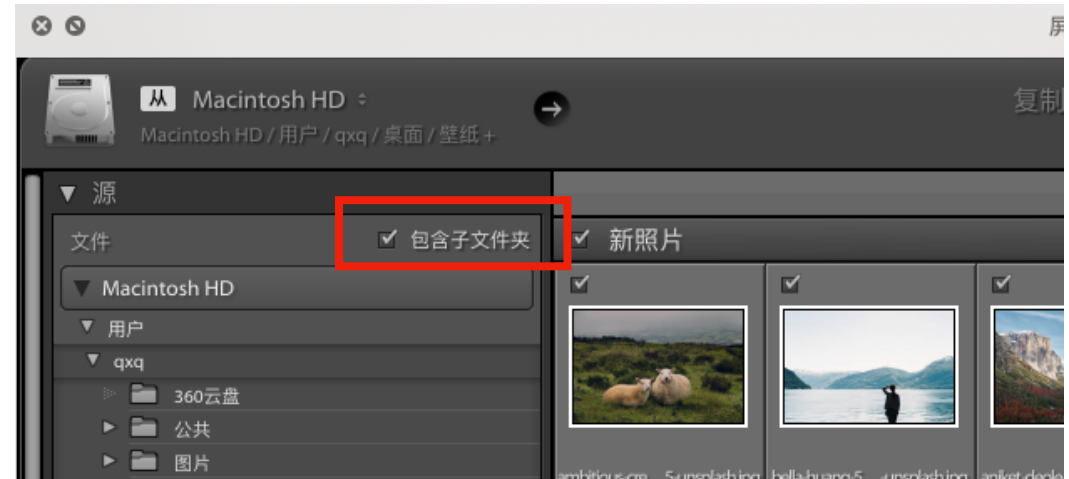 屏
从 Macintosh HD
复制
Macintosh HD / 用户 / qxq / 桌面 / 壁纸 +
源
文件
包含子文件夹
新照片
Macintosh HD
用户
qxq
360云盘
公共
图片